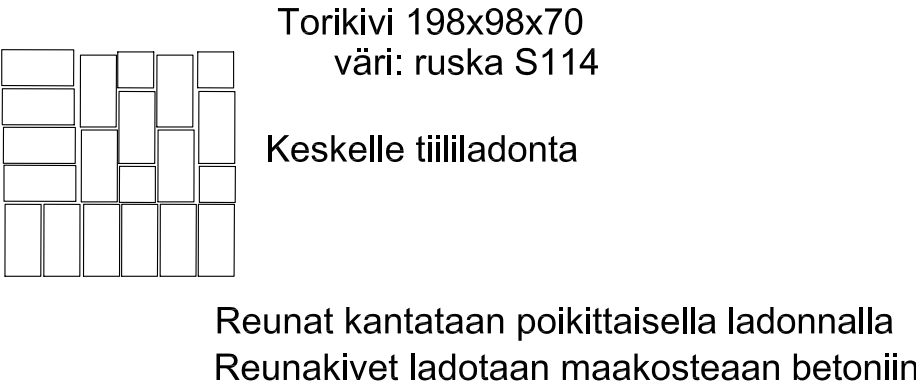 Torikivi 198x98x70
väri: ruska S114
Keskelle tiililadonta
Reunat kantataan poikittaisella ladonnalla
Reunakivet ladotaan maakosteaan betoniin